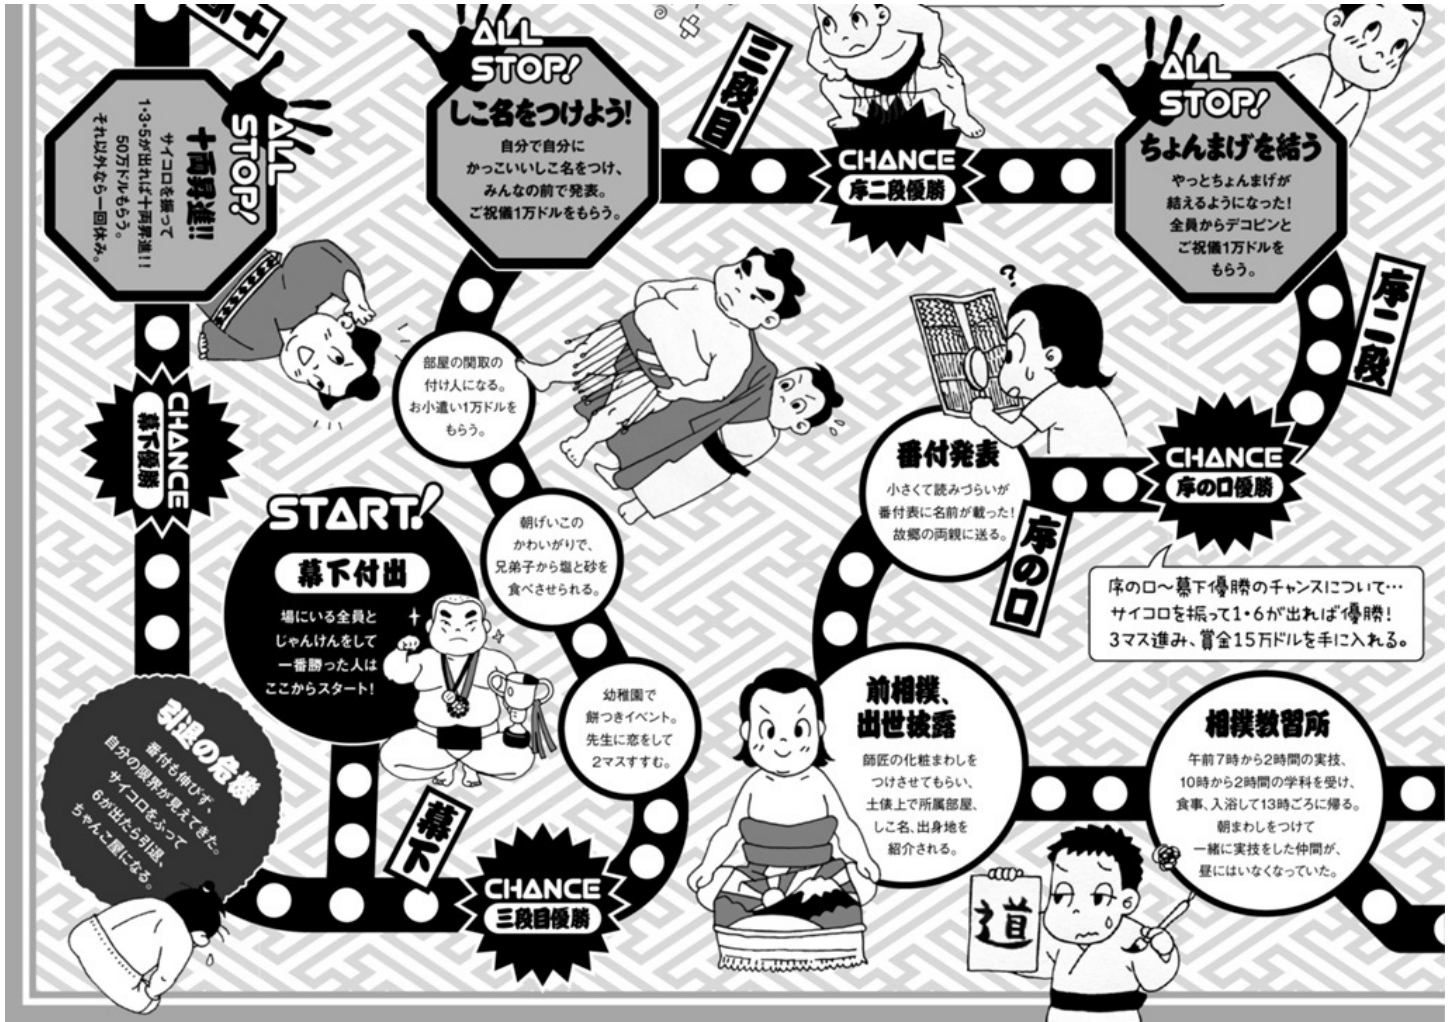 ALL
STOP!
十両昇進!!
サイコロを振って
1・3・5が出れば十両昇進!!
50万ドルもらう。
それ以外なら一回休み。
ALL
STOP!
しこ名をつけよう!
自分で自分に
かっこいいしこ名をつけ、
みんなの前で発表。
ご祝儀1万ドルをもらう。
三段目
CHANCE
序二段優勝
ALL
STOP!
ちょんまげを結う
やっとちょんまげが
結えるようになった!
全員からデコピンと
ご祝儀1万ドルを
もらう。
序二段
?
部屋の関取の
付け人になる。
お小遣い1万ドルを
もらう。
CHANCE
幕下優勝
番付発表
小さくて読みづらいが
番付表に名前が載った!
故郷の両親に送る。
CHANCE
序の口優勝
序の口
START!
幕下付出
場にいる全員と
じゃんけんをして
一番勝った人は
ここからスタート!
朝げいこの
かわいがりで、
兄弟子から塩と砂を
食べさせられる。
序の口〜幕下優勝のチャンスについて…
サイコロを振って1・6が出れば優勝!
3マス進み、賞金15万ドルを手に入れる。
引退の危機
番付も伸びず、
自分の限界が見えてきた。
サイコロをふって
6が出たら引退、
ちゃんこ屋になる。
幼稚園で
餅つきイベント。
先生に恋をして
2マスすすむ。
前相撲、
出世披露
師匠の化粧まわしを
つけさせてもらい、
土俵上で所属部屋、
しこ名、出身地を
紹介される。
相撲教習所
午前7時から2時間の実技、
10時から2時間の学科を受け、
食事、入浴して13時ごろに帰る。
朝まわしをつけて
一緒に実技をした仲間が、
昼にはいなくなっていた。
幕下
CHANCE
三段目優勝
道